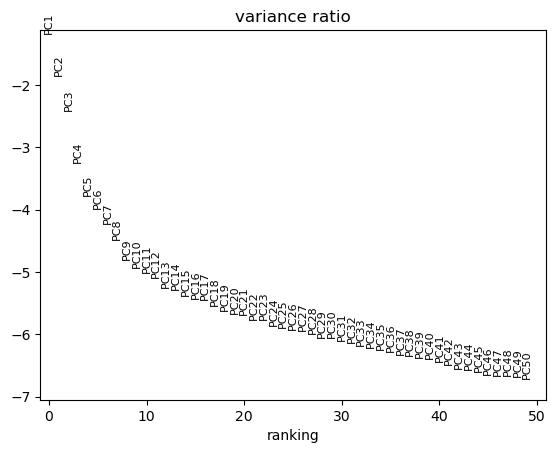 variance ratio
PC1
PC2
PC3
PC4
PC5
PC6
PC7
PC8
PC9
PC10
PC11
PC12
PC13
PC14
PC15
PC16
PC17
PC18
PC19
PC20
PC21
PC22
PC23
PC24
PC25
PC26
PC27
PC28
PC29
PC30
PC31
PC32
PC33
PC34
PC35
PC36
PC37
PC38
PC39
PC40
PC41
PC42
PC43
PC44
PC45
PC46
PC47
PC48
PC49
PC50
−2
−3
−4
−5
−6
−7
0 10 20 30 40 50
ranking